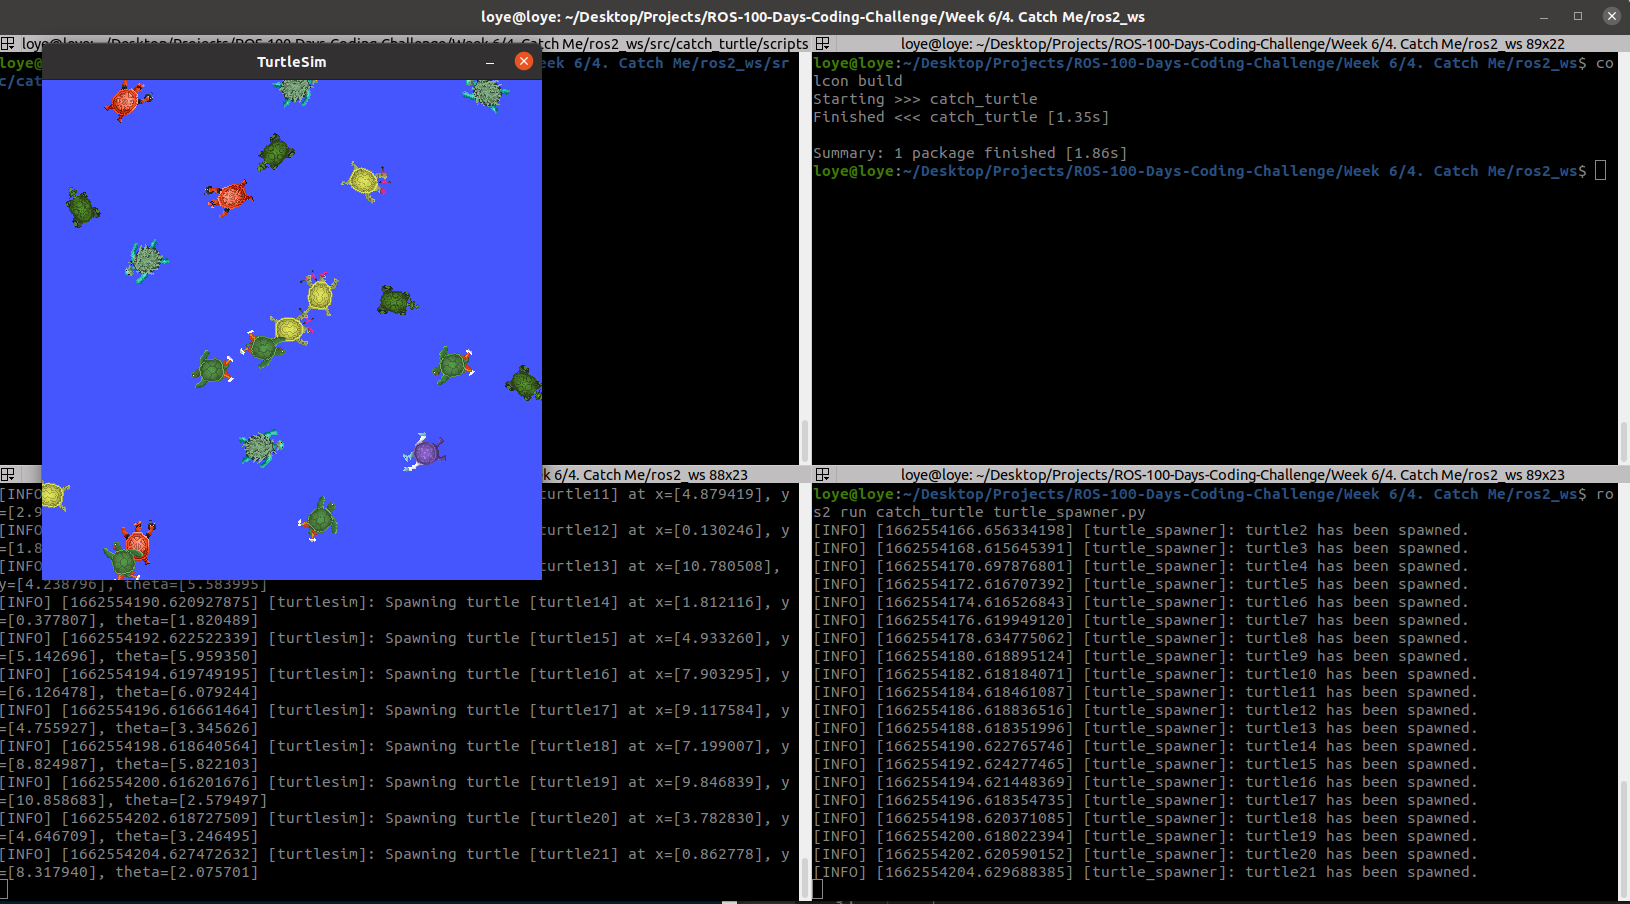 loye@loye: ~/Desktop/Projects/ROS-100-Days-Coding-Challenge/Week 6/4. Catch Me/ros2_ws
loye@loye: ~/Desktop/Projects/ROS-100-Days-Coding-Challenge/Week 6/4. Catch Me/ros2_ws/src/catch_turtle/scripts
eek 6/4. Catch Me/ros2_ws/sr
c/cat
TurtleSim
loye@loye: ~/Desktop/Projects/ROS-100-Days-Coding-Challenge/Week 6/4. Catch Me/ros2_ws 89x22
loye@loye:~/Desktop/Projects/ROS-100-Days-Coding-Challenge/Week 6/4. Catch Me/ros2_ws$ co
lcon build
Starting >>> catch_turtle
Finished <<< catch_turtle [1.35s]
Summary: 1 package finished [1.86s]
loye@loye:~/Desktop/Projects/ROS-100-Days-Coding-Challenge/Week 6/4. Catch Me/ros2_ws$
k 6/4. Catch Me/ros2_ws 88x23
[INFO turtle11] at x=[4.879419], y
=[2.9
[INFO turtle12] at x=[0.130246], y
=[1.8
[INFO turtle13] at x=[10.780508],
y=[4.238796], theta=[5.583995]
[INFO] [1662554190.620927875] [turtlesim]: Spawning turtle [turtle14] at x=[1.812116], y
=[0.377807], theta=[1.820489]
[INFO] [1662554192.622522339] [turtlesim]: Spawning turtle [turtle15] at x=[4.933260], y
=[5.142696], theta=[5.959350]
[INFO] [1662554194.619749195] [turtlesim]: Spawning turtle [turtle16] at x=[7.903295], y
=[6.126478], theta=[6.079244]
[INFO] [1662554196.616661464] [turtlesim]: Spawning turtle [turtle17] at x=[9.117584], y
=[4.755927], theta=[3.345626]
[INFO] [1662554198.618640564] [turtlesim]: Spawning turtle [turtle18] at x=[7.199007], y
=[8.824987], theta=[5.822103]
[INFO] [1662554200.616201676] [turtlesim]: Spawning turtle [turtle19] at x=[9.846839], y
=[10.858683], theta=[2.579497]
[INFO] [1662554202.618727509] [turtlesim]: Spawning turtle [turtle20] at x=[3.782830], y
=[4.646709], theta=[3.246495]
[INFO] [1662554204.627472632] [turtlesim]: Spawning turtle [turtle21] at x=[0.862778], y
=[8.317940], theta=[2.075701]
loye@loye: ~/Desktop/Projects/ROS-100-Days-Coding-Challenge/Week 6/4. Catch Me/ros2_ws 89x23
loye@loye:~/Desktop/Projects/ROS-100-Days-Coding-Challenge/Week 6/4. Catch Me/ros2_ws$ ro
s2 run catch_turtle turtle_spawner.py
[INFO] [1662554166.656334198] [turtle_spawner]: turtle2 has been spawned.
[INFO] [1662554168.615645391] [turtle_spawner]: turtle3 has been spawned.
[INFO] [1662554170.697876801] [turtle_spawner]: turtle4 has been spawned.
[INFO] [1662554172.616707392] [turtle_spawner]: turtle5 has been spawned.
[INFO] [1662554174.616526843] [turtle_spawner]: turtle6 has been spawned.
[INFO] [1662554176.619949120] [turtle_spawner]: turtle7 has been spawned.
[INFO] [1662554178.634775062] [turtle_spawner]: turtle8 has been spawned.
[INFO] [1662554180.618895124] [turtle_spawner]: turtle9 has been spawned.
[INFO] [1662554182.618184071] [turtle_spawner]: turtle10 has been spawned.
[INFO] [1662554184.618461087] [turtle_spawner]: turtle11 has been spawned.
[INFO] [1662554186.618836516] [turtle_spawner]: turtle12 has been spawned.
[INFO] [1662554188.618351996] [turtle_spawner]: turtle13 has been spawned.
[INFO] [1662554190.622765746] [turtle_spawner]: turtle14 has been spawned.
[INFO] [1662554192.624277465] [turtle_spawner]: turtle15 has been spawned.
[INFO] [1662554194.621448369] [turtle_spawner]: turtle16 has been spawned.
[INFO] [1662554196.618354735] [turtle_spawner]: turtle17 has been spawned.
[INFO] [1662554198.620371085] [turtle_spawner]: turtle18 has been spawned.
[INFO] [1662554200.618022394] [turtle_spawner]: turtle19 has been spawned.
[INFO] [1662554202.620590152] [turtle_spawner]: turtle20 has been spawned.
[INFO] [1662554204.629688385] [turtle_spawner]: turtle21 has been spawned.